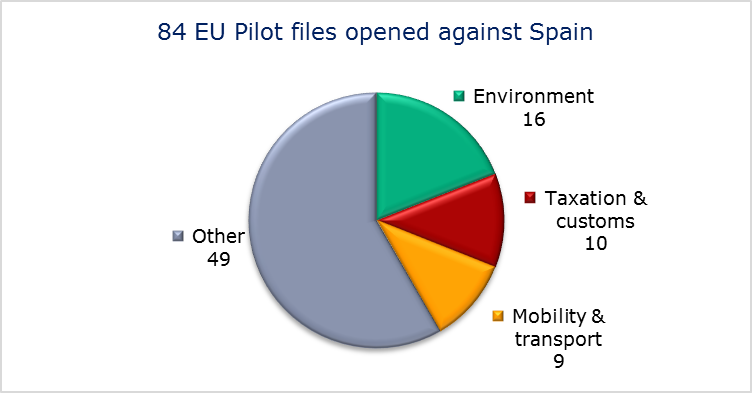 84 EU Pilot files opened against Spain
Environment
16
Taxation &
customs
10
Mobility &
transport
9
Other
49